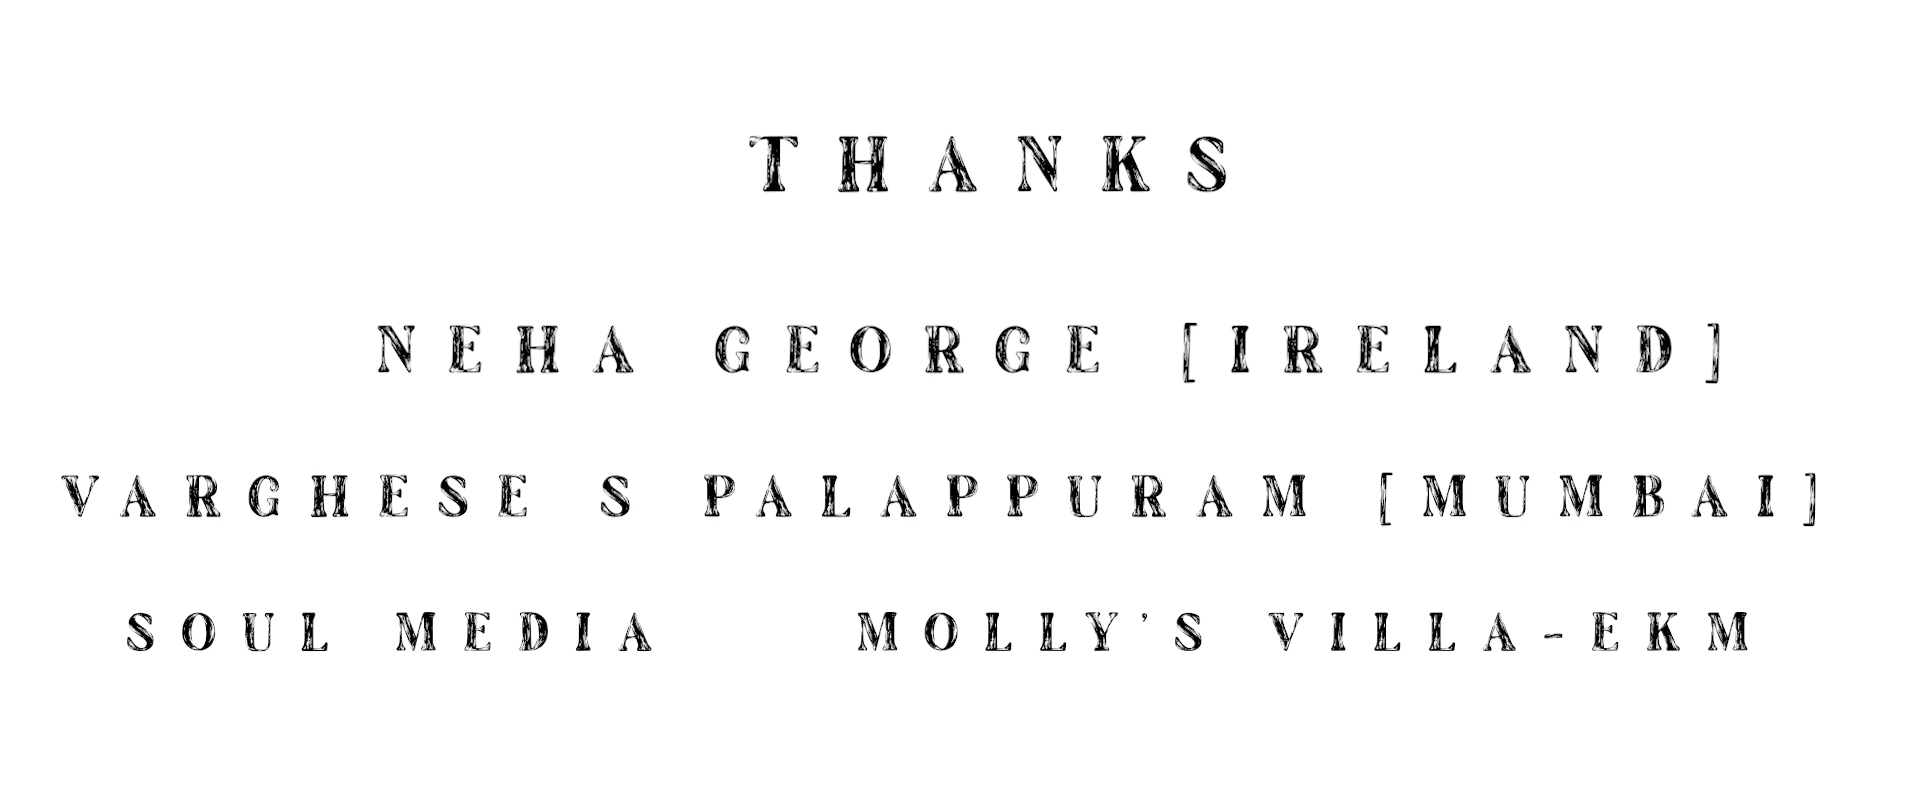 THANKS
NEHA GEORGE [IRELAND]
VARGHESE S PALAPPURAM [MUMBAI]
SOUL MEDIA MOLLY'S VILLA-EKM